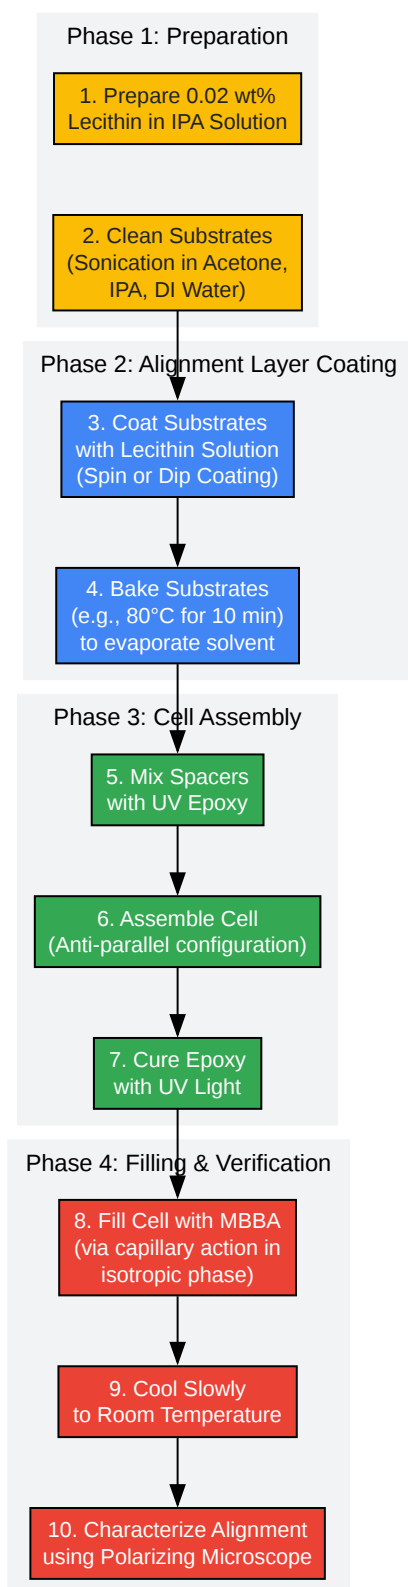 Phase 1: Preparation
1. Prepare 0.02 wt%
Lecithin in IPA Solution
2. Clean Substrates
(Sonication in Acetone,
IPA, DI Water)
Phase 2: Alignment Layer Coating
3. Coat Substrates
with Lecithin Solution
(Spin or Dip Coating)
4. Bake Substrates
(e.g., 80°C for 10 min)
to evaporate solvent
Phase 3: Cell Assembly
5. Mix Spacers
with UV Epoxy
6. Assemble Cell
(Anti-parallel configuration)
7. Cure Epoxy
with UV Light
Phase 4: Filling & Verification
8. Fill Cell with MBBA
(via capillary action in
isotropic phase)
9. Cool Slowly
to Room Temperature
10. Characterize Alignment
using Polarizing Microscope